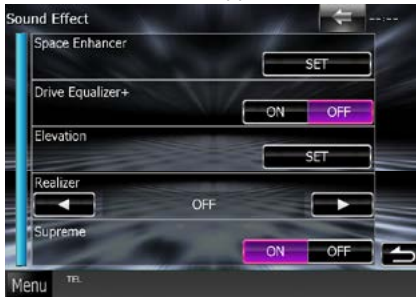 Sound Effect --:--
Space Enhancer
SET
Drive Equalizer+
ON OFF
Elevation
SET
Realizer
OFF
Supreme
ON OFF
Menu TEL